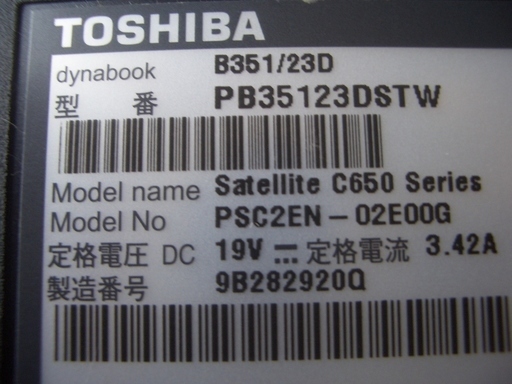 TOSHIBA
dynabook B351/23D
型 番 PB35123DSTW
Model name Satellite C650 Series
Model No PSC2EN-02E00G
定格電圧 DC 19V ⎓ 定格電流 3.42A
製造番号 9B282920Q